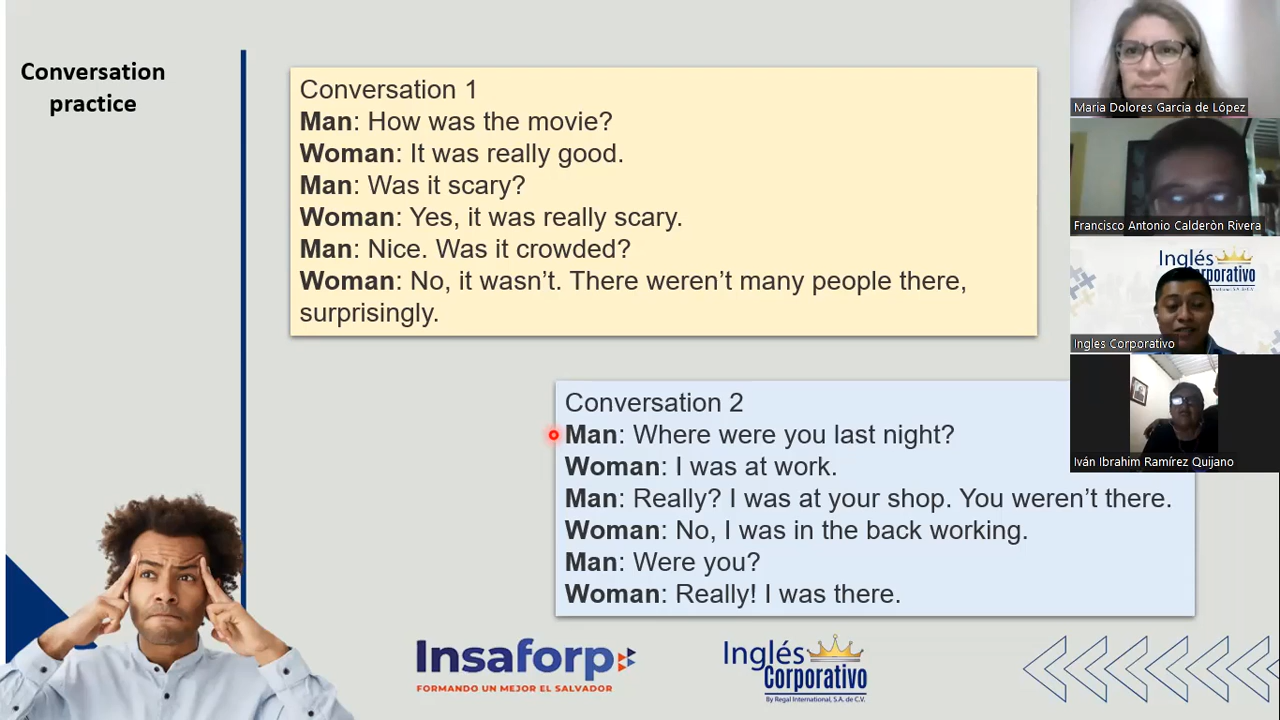 Conversation
practice
Conversation 1
Man: How was the movie?
Woman: It was really good.
Man: Was it scary?
Woman: Yes, it was really scary.
Man: Nice. Was it crowded?
Woman: No, it wasn’t. There weren’t many people there,
surprisingly.
Conversation 2
Man: Where were you last night?
Woman: I was at work.
Man: Really? I was at your shop. You weren’t there.
Woman: No, I was in the back working.
Man: Were you?
Woman: Really! I was there.
Insaforp
FORMANDO UN MEJOR EL SALVADOR
Inglés
Corporativo
By Regal International, S.A. de C.V.
Maria Dolores Garcia de López
Francisco Antonio Calderòn Rivera
Inglés
Corporativo
Ingles Corporativo
Iván Ibrahim Ramírez Quijano